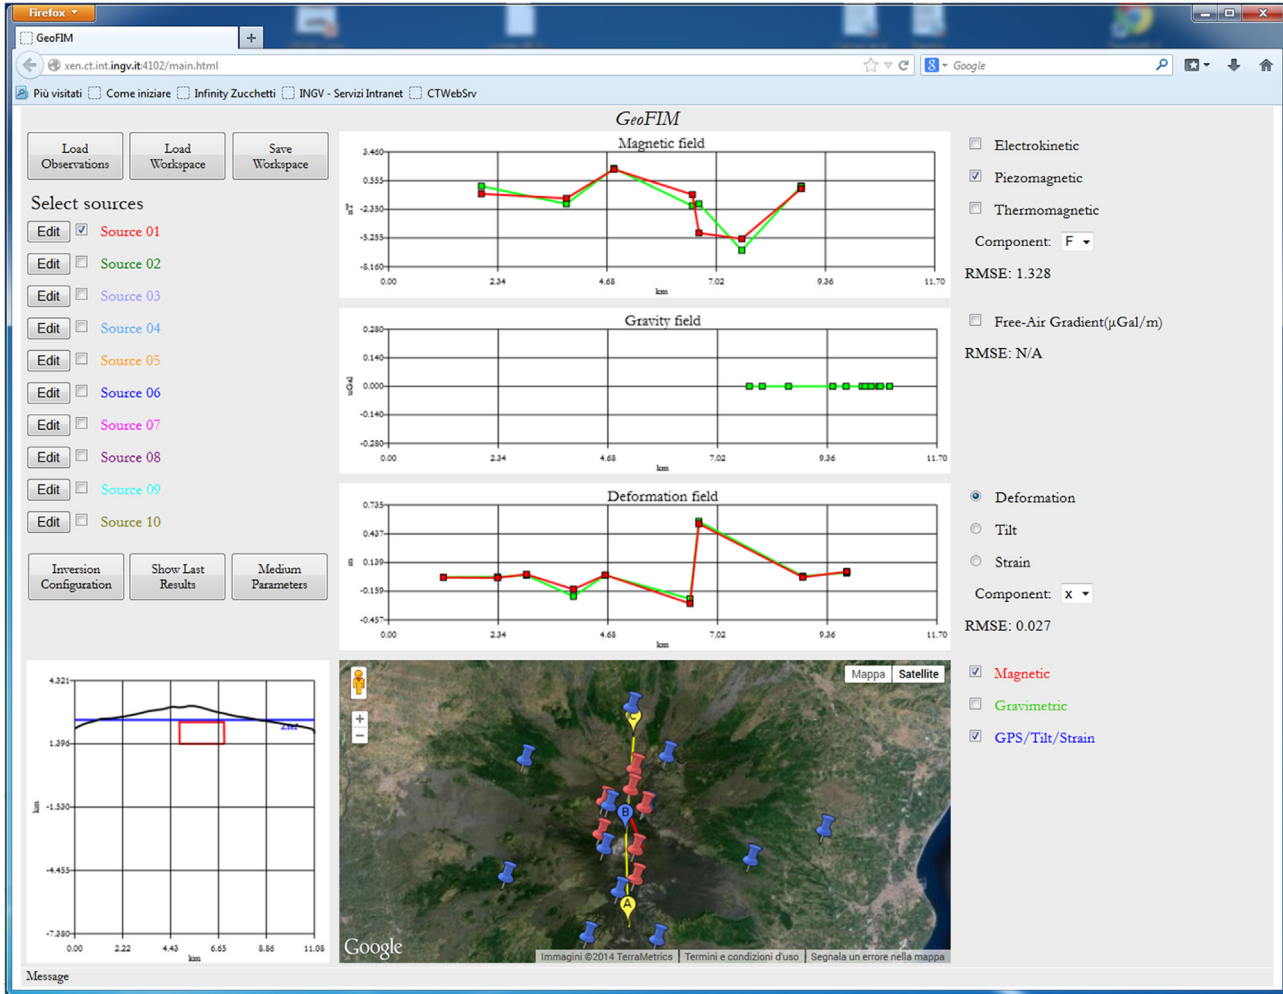 Firefox
GeoFIM
xen.ct.int.ingv.it:4102/main.html
Google
Più visitati Come iniziare Infinity Zucchetti INGV - Servizi Intranet CTWebSrv
GeoFIM
Load Observations
Load Workspace
Save Workspace
Select sources
Edit Source 01
Edit Source 02
Edit Source 03
Edit Source 04
Edit Source 05
Edit Source 06
Edit Source 07
Edit Source 08
Edit Source 09
Edit Source 10
Inversion Configuration
Show Last Results
Medium Parameters
Magnetic field
3.460
0.555
-2.350
-5.255
-8.160
nT
0.00 2.34 4.68 7.02 9.36 11.70
km
Gravity field
0.280
0.140
0.000
-0.140
-0.280
uGal
0.00 2.34 4.68 7.02 9.36 11.70
km
Deformation field
0.735
0.437
0.139
-0.159
-0.457
m
0.00 2.34 4.68 7.02 9.36 11.70
km
Electrokinetic
Piezomagnetic
Thermomagnetic
Component: F
RMSE: 1.328
Free-Air Gradient(μGal/m)
RMSE: N/A
Deformation
Tilt
Strain
Component: x
RMSE: 0.027
Magnetic
Gravimetric
GPS/Tilt/Strain
4.321
1.396
-1.530
-4.455
-7.380
km
0.00 2.22 4.43 6.65 8.86 11.08
km
Mappa Satellite
C
B
A
Google
Immagini ©2014 TerraMetrics Termini e condizioni d'uso Segnala un errore nella mappa
Message